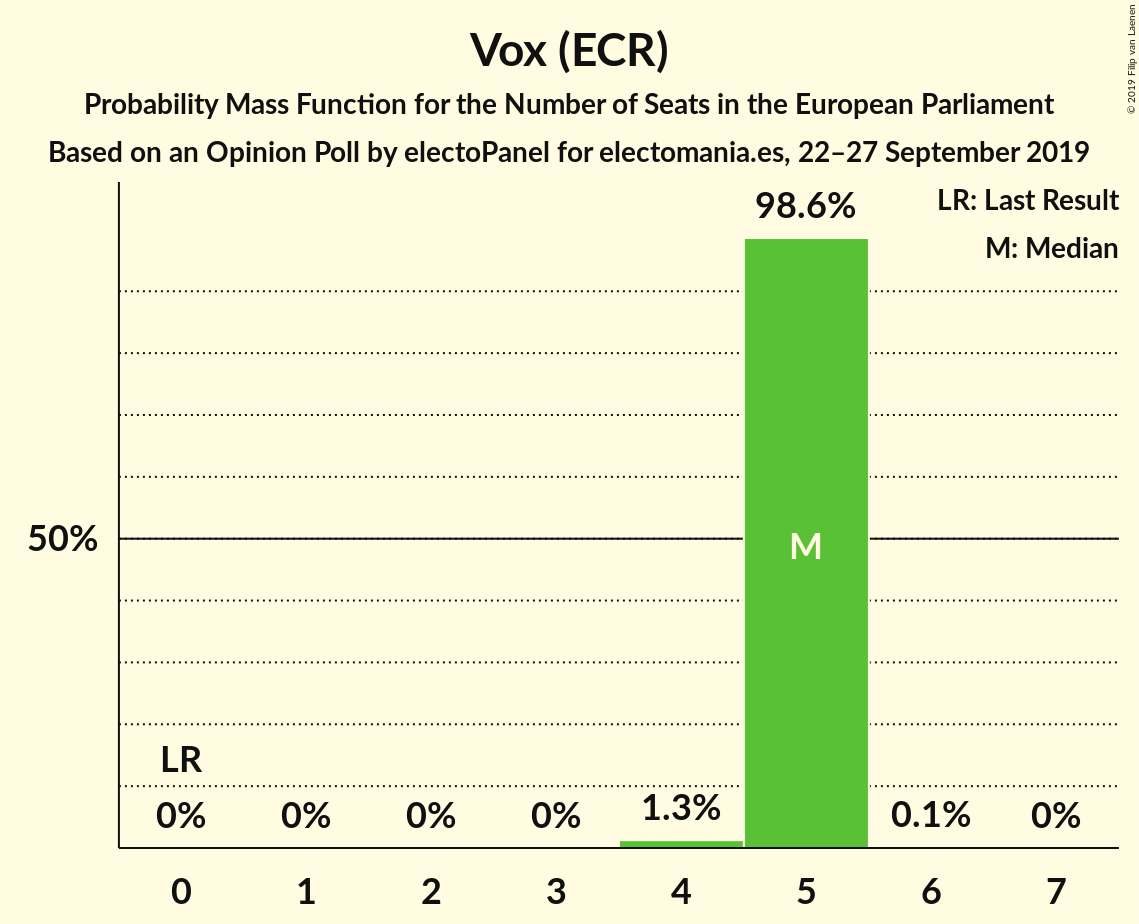 Vox (ECR)
Probability Mass Function for the Number of Seats in the European Parliament
Based on an Opinion Poll by electoPanel for electomania.es, 22–27 September 2019
© 2019 Filip van Laenen
LR: Last Result
M: Median
98.6%
50%
M
LR
0% 0% 0% 0% 1.3% 0.1% 0%
0 1 2 3 4 5 6 7